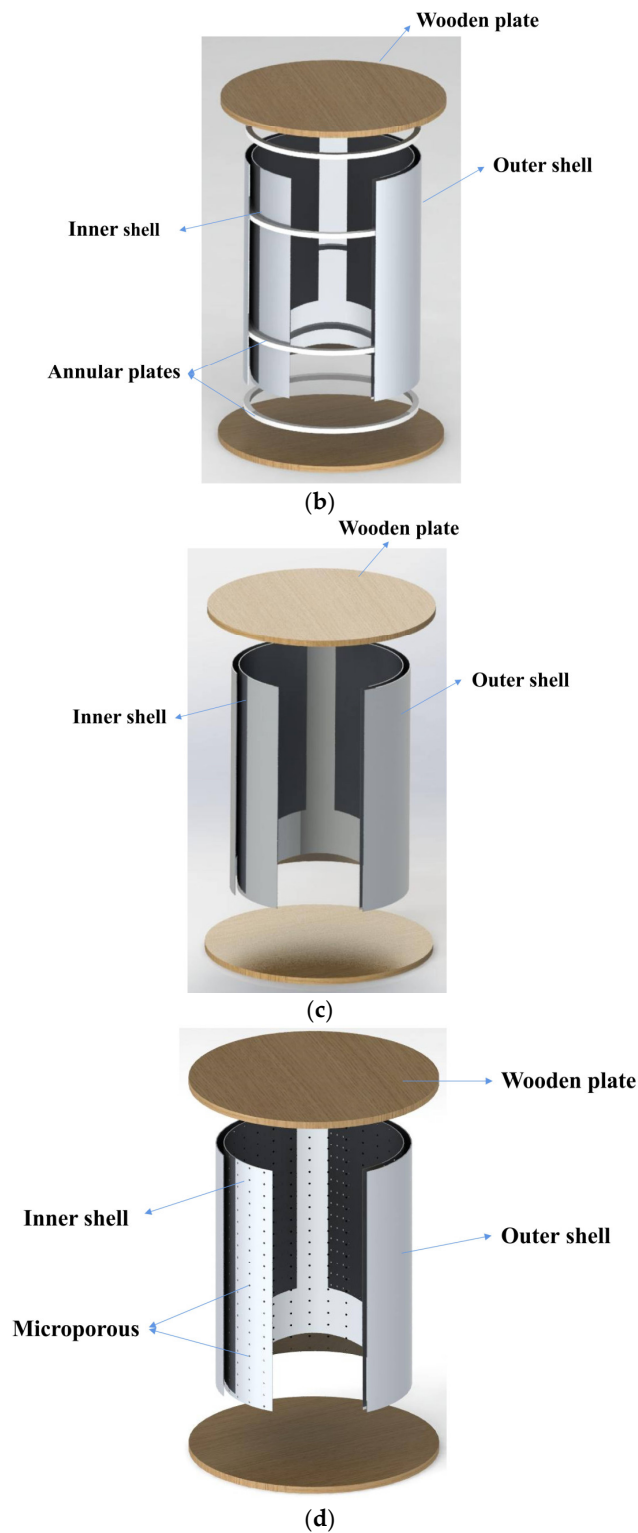 Wooden plate
Outer shell
Inner shell
Annular plates
(b)
Wooden plate
Outer shell
Inner shell
(c)
Wooden plate
Inner shell
Outer shell
Microporous
(d)